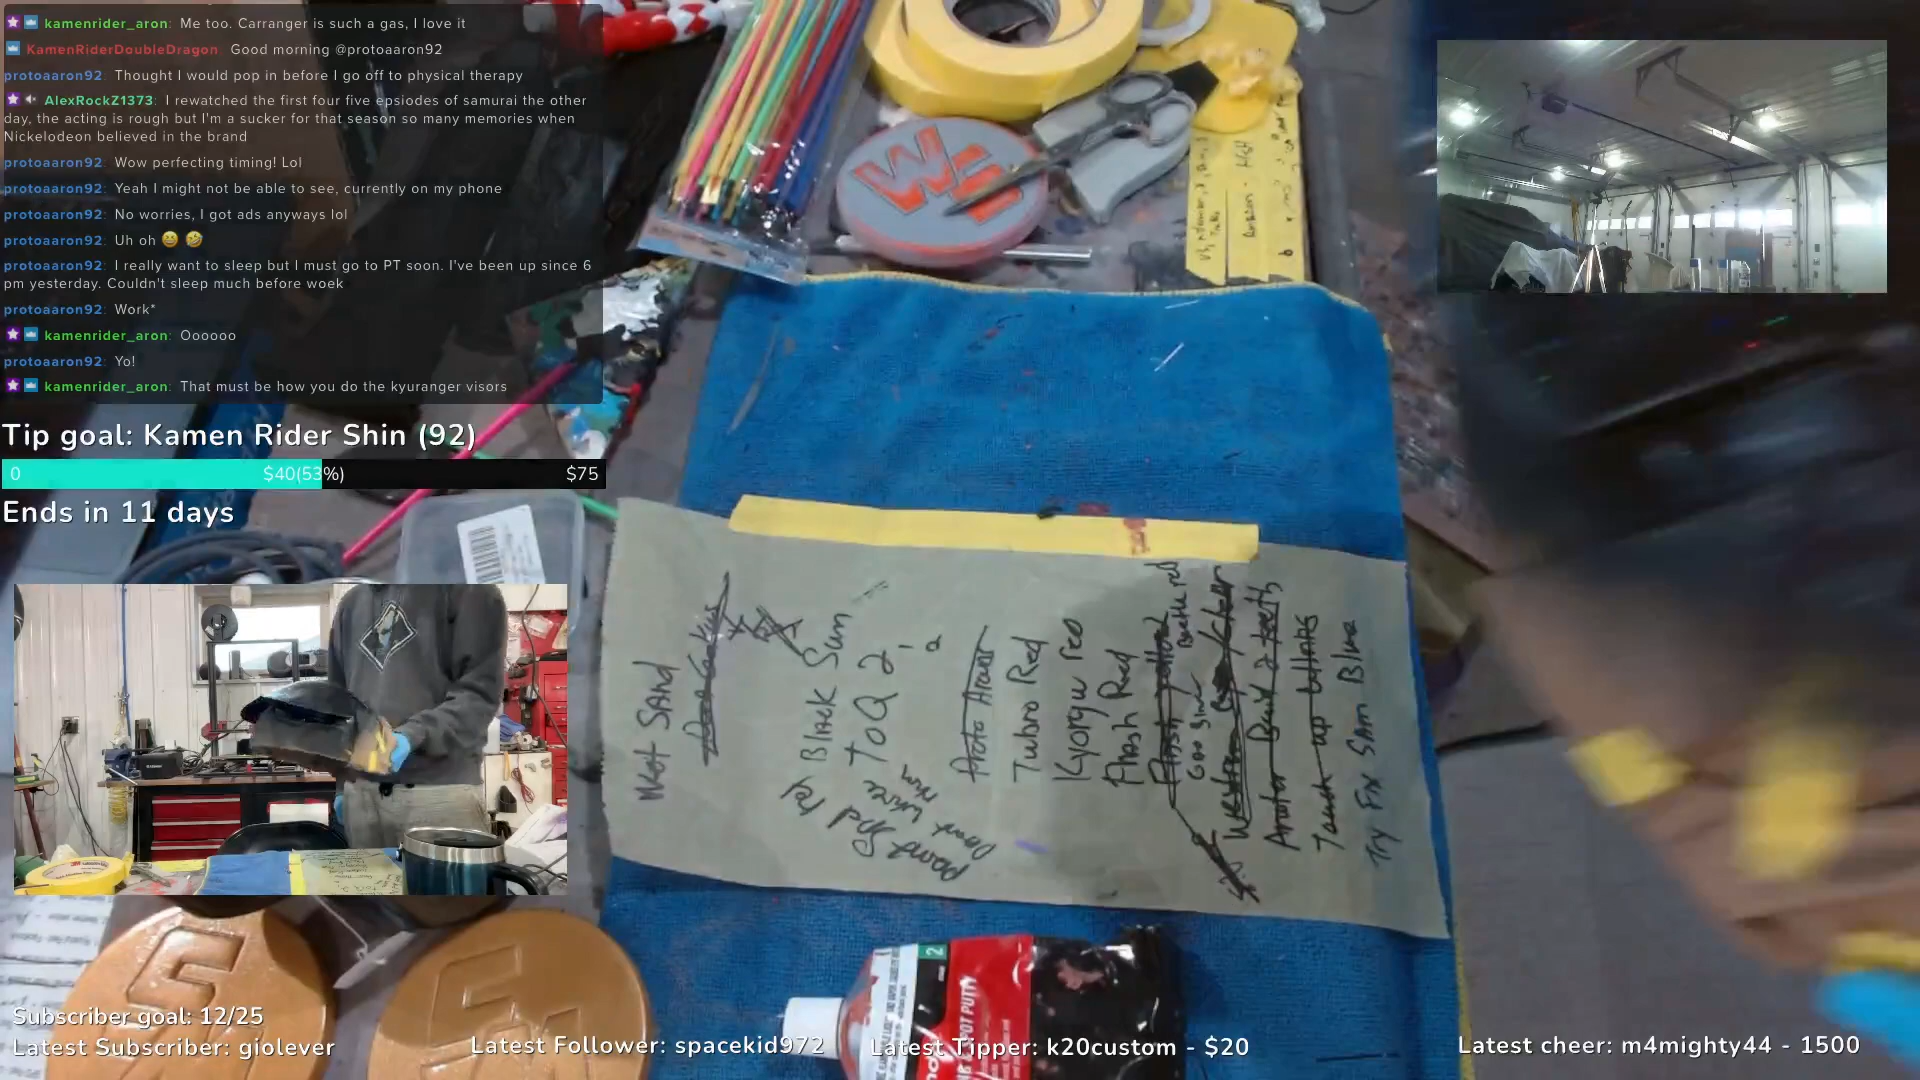 kamenrider_aron: Me too. Carranger is such a gas, I love it
KamenRiderDoubleDragon: Good morning @protoaaron92
protoaaron92: Thought I would pop in before I go off to physical therapy
AlexRockZ1373: I rewatched the first four five epsiodes of samurai the other
day, the acting is rough but I'm a sucker for that season so many memories when
Nickelodeon believed in the brand
protoaaron92: Wow perfecting timing! Lol
protoaaron92: Yeah I might not be able to see, currently on my phone
protoaaron92: No worries, I got ads anyways lol
protoaaron92: Uh oh 😆 🤣
protoaaron92: I really want to sleep but I must go to PT soon. I've been up since 6
pm yesterday. Couldn't sleep much before woek
protoaaron92: Work*
kamenrider_aron: Oooooo
protoaaron92: Yo!
kamenrider_aron: That must be how you do the kyuranger visors
Tip goal: Kamen Rider Shin (92)
0 $40(53%) $75
Ends in 11 days
Wet Sand
Black Sun
ToQ 2
Turbo Red
Kyoryu red
Flash Red
Try Fix Sam Blue
SPOT PUTTY
Subscriber goal: 12/25
Latest Subscriber: giolever
Latest Follower: spacekid972
Latest Tipper: k20custom - $20
Latest cheer: m4mighty44 - 1500